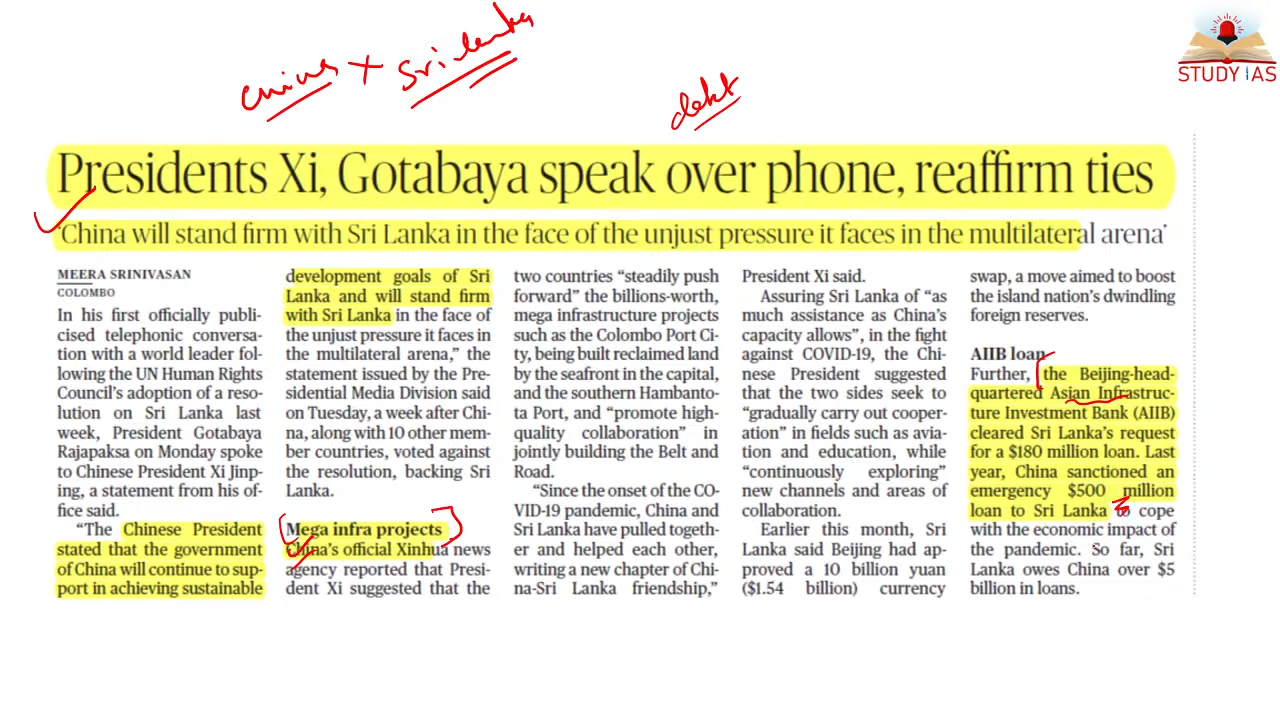 China x Sri lanka
debt
STUDY IAS
Presidents Xi, Gotabaya speak over phone, reaffirm ties
‘China will stand firm with Sri Lanka in the face of the unjust pressure it faces in the multilateral arena’
MEERA SRINIVASAN
COLOMBO
In his first officially publi-
cised telephonic conversa-
tion with a world leader fol-
lowing the UN Human Rights
Council’s adoption of a reso-
lution on Sri Lanka last
week, President Gotabaya
Rajapaksa on Monday spoke
to Chinese President Xi Jinp-
ing, a statement from his of-
fice said.
“The Chinese President
stated that the government
of China will continue to sup-
port in achieving sustainable
development goals of Sri
Lanka and will stand firm
with Sri Lanka in the face of
the unjust pressure it faces in
the multilateral arena,” the
statement issued by the Pre-
sidential Media Division said
on Tuesday, a week after Chi-
na, along with 10 other mem-
ber countries, voted against
the resolution, backing Sri
Lanka.
Mega infra projects
China’s official Xinhua news
agency reported that Presi-
dent Xi suggested that the
two countries “steadily push
forward” the billions-worth,
mega infrastructure projects
such as the Colombo Port Ci-
ty, being built reclaimed land
by the seafront in the capital,
and the southern Hambanto-
ta Port, and “promote high-
quality collaboration” in
jointly building the Belt and
Road.
“Since the onset of the CO-
VID-19 pandemic, China and
Sri Lanka have pulled togeth-
er and helped each other,
writing a new chapter of Chi-
na-Sri Lanka friendship,”
President Xi said.
Assuring Sri Lanka of “as
much assistance as China’s
capacity allows”, in the fight
against COVID-19, the Chi-
nese President suggested
that the two sides seek to
“gradually carry out cooper-
ation” in fields such as avia-
tion and education, while
“continuously exploring”
new channels and areas of
collaboration.
Earlier this month, Sri
Lanka said Beijing had ap-
proved a 10 billion yuan
($1.54 billion) currency
swap, a move aimed to boost
the island nation’s dwindling
foreign reserves.
AIIB loan
Further, the Beijing-head-
quartered Asian Infrastruc-
ture Investment Bank (AIIB)
cleared Sri Lanka’s request
for a $180 million loan. Last
year, China sanctioned an
emergency $500 million
loan to Sri Lanka to cope
with the economic impact of
the pandemic. So far, Sri
Lanka owes China over $5
billion in loans.